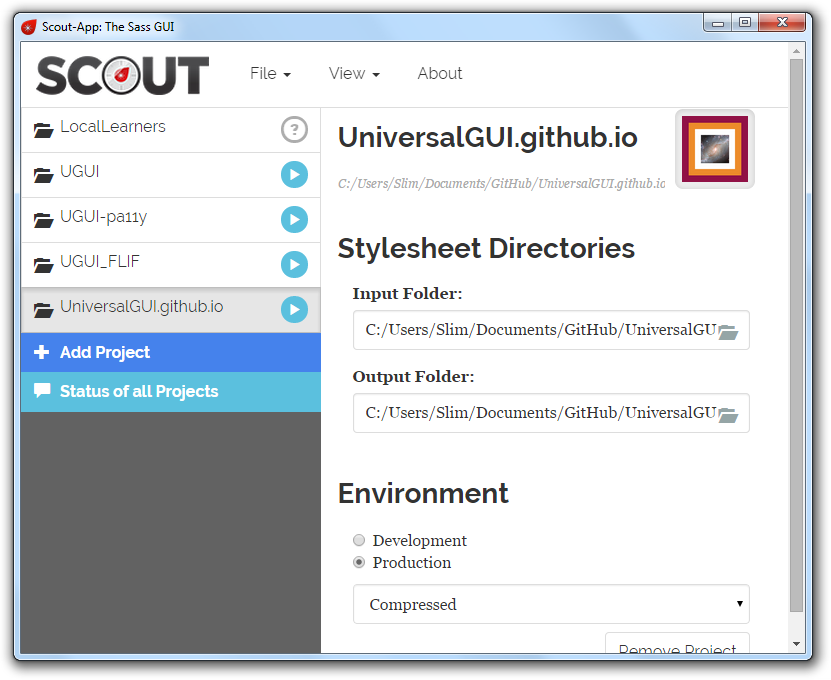 Scout-App: The Sass GUI
SCOUT
File
View
About
LocalLearners
?
UGUI
UGUI-pa11y
UGUI_FLIF
UniversalGUI.github.io
Add Project
Status of all Projects
UniversalGUI.github.io
C:/Users/Slim/Documents/GitHub/UniversalGUI.github.io
Stylesheet Directories
Input Folder:
C:/Users/Slim/Documents/GitHub/UniversalGU
Output Folder:
C:/Users/Slim/Documents/GitHub/UniversalGU
Environment
Development
Production
Compressed
Remove Project